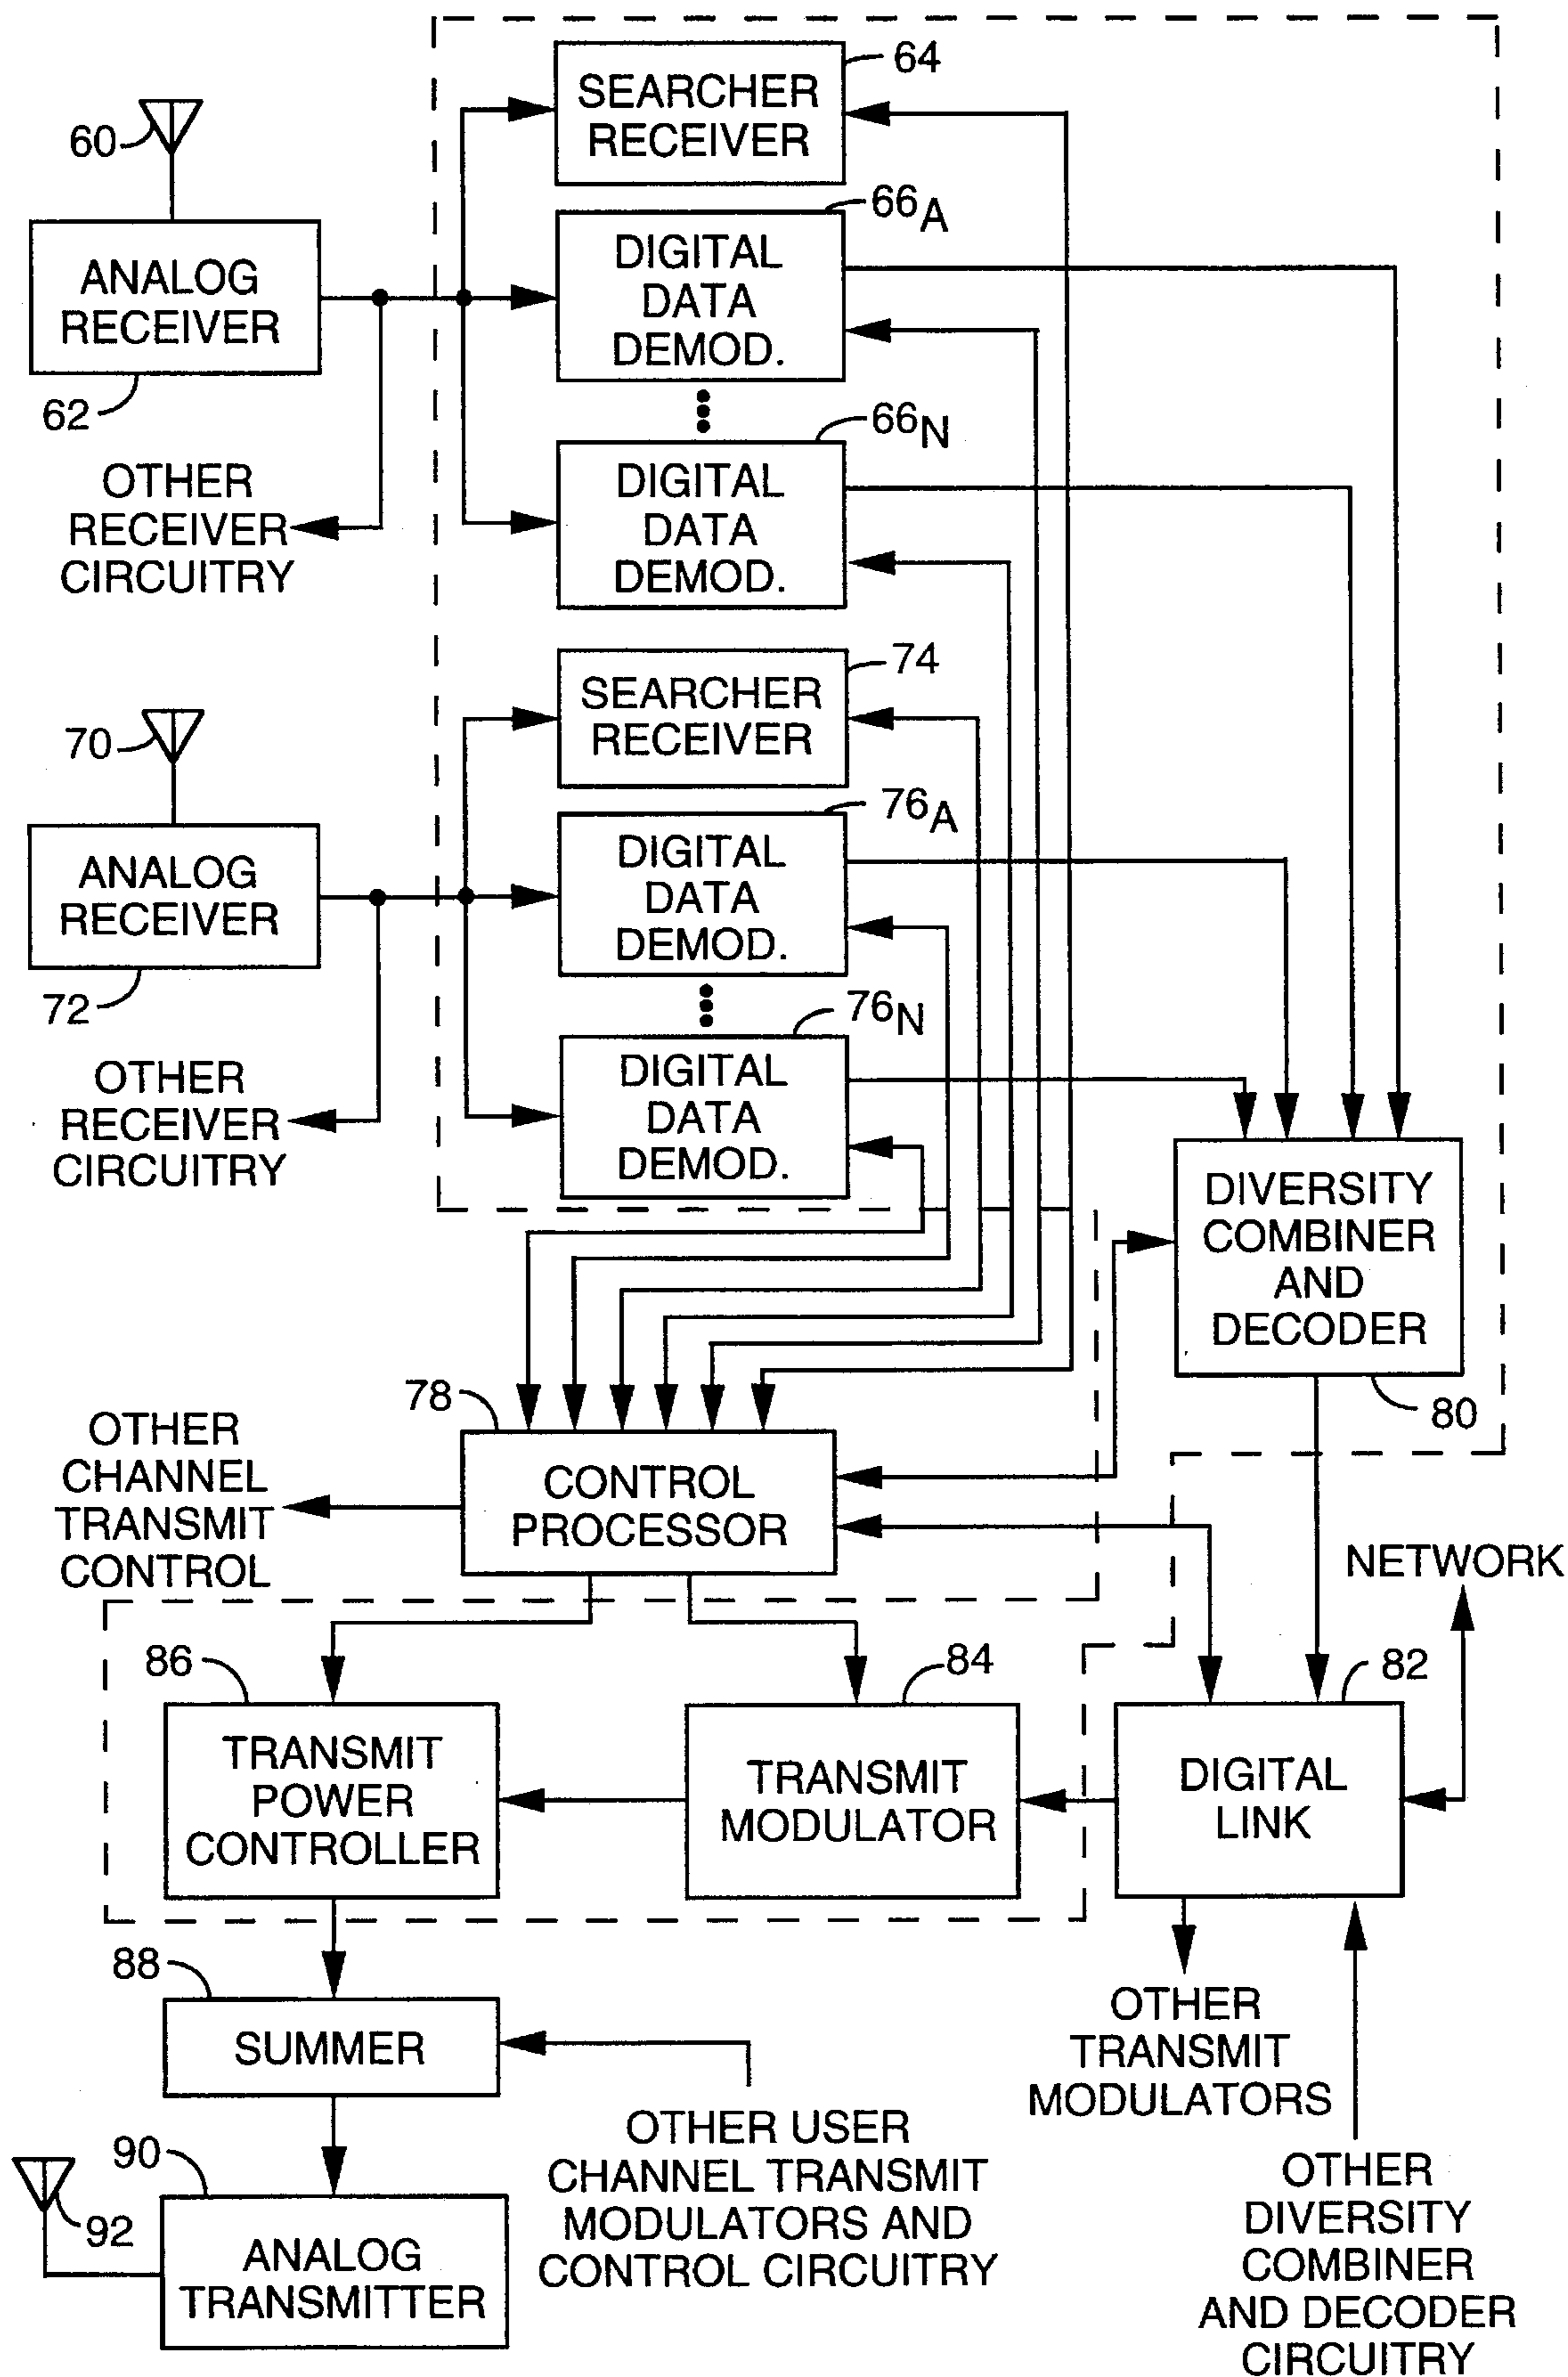 64
SEARCHER
RECEIVER
60
66A
ANALOG
RECEIVER
62
DIGITAL
DATA
DEMOD.
66N
OTHER
RECEIVER
CIRCUITRY
DIGITAL
DATA
DEMOD.
74
SEARCHER
RECEIVER
70
76A
ANALOG
RECEIVER
72
DIGITAL
DATA
DEMOD.
76N
OTHER
RECEIVER
CIRCUITRY
DIGITAL
DATA
DEMOD.
DIVERSITY
COMBINER
AND
DECODER
80
78
OTHER
CHANNEL
TRANSMIT
CONTROL
CONTROL
PROCESSOR
NETWORK
86
TRANSMIT
POWER
CONTROLLER
84
TRANSMIT
MODULATOR
82
DIGITAL
LINK
88
SUMMER
OTHER
TRANSMIT
MODULATORS
OTHER USER
CHANNEL TRANSMIT
MODULATORS AND
CONTROL CIRCUITRY
90
92
ANALOG
TRANSMITTER
OTHER
DIVERSITY
COMBINER
AND DECODER
CIRCUITRY